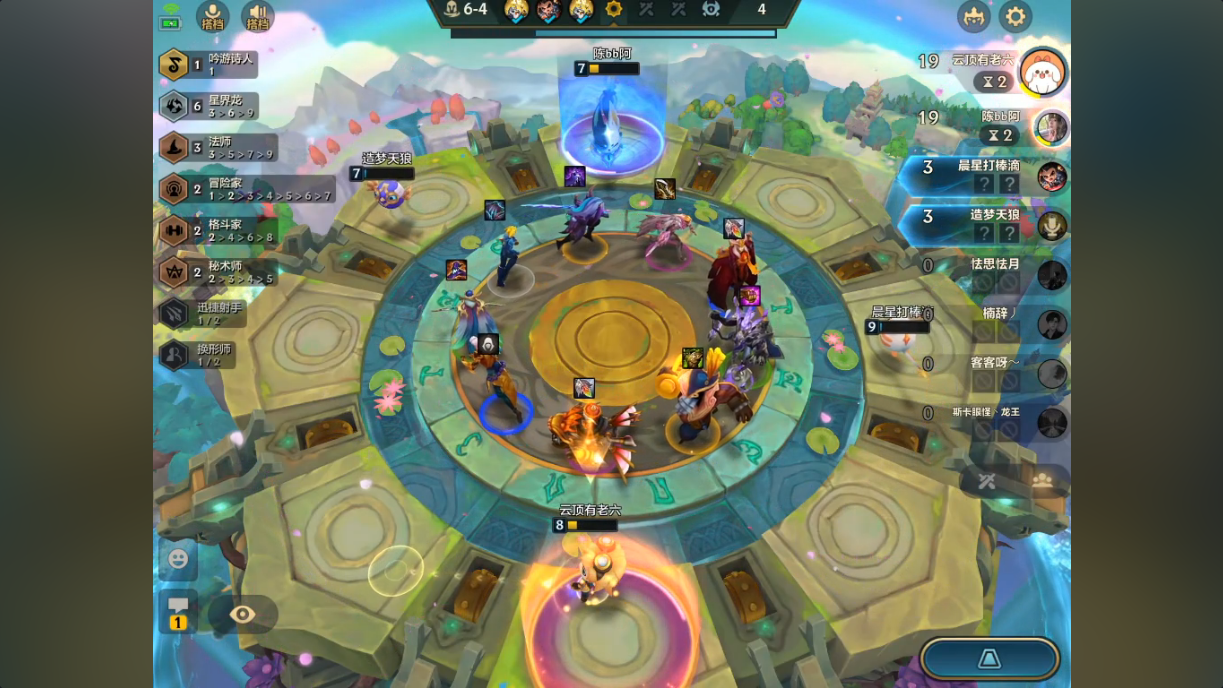 搭档
搭档
6-4
4
1
吟游诗人
1
6
星界龙
3 > 6 > 9
3
法师
3 > 5 > 7 > 9
2
冒险家
1 > 2 > 3 > 4 > 5 > 6 > 7
2
格斗家
2 > 4 > 6 > 8
2
秘术师
2 > 3 > 4 > 5
迅捷射手
1 / 2
换形师
1 / 2
陈bb阿
7
造梦天狼
7
晨星打棒
9
云顶有老六
8
19
云顶有老六
2
19
陈bb阿
2
3
晨星打棒滴
? ?
3
造梦天狼
? ?
0
怯思怯月
0
楠辞丿
0
客客呀~
0
斯卡眼怪丶龙王
1